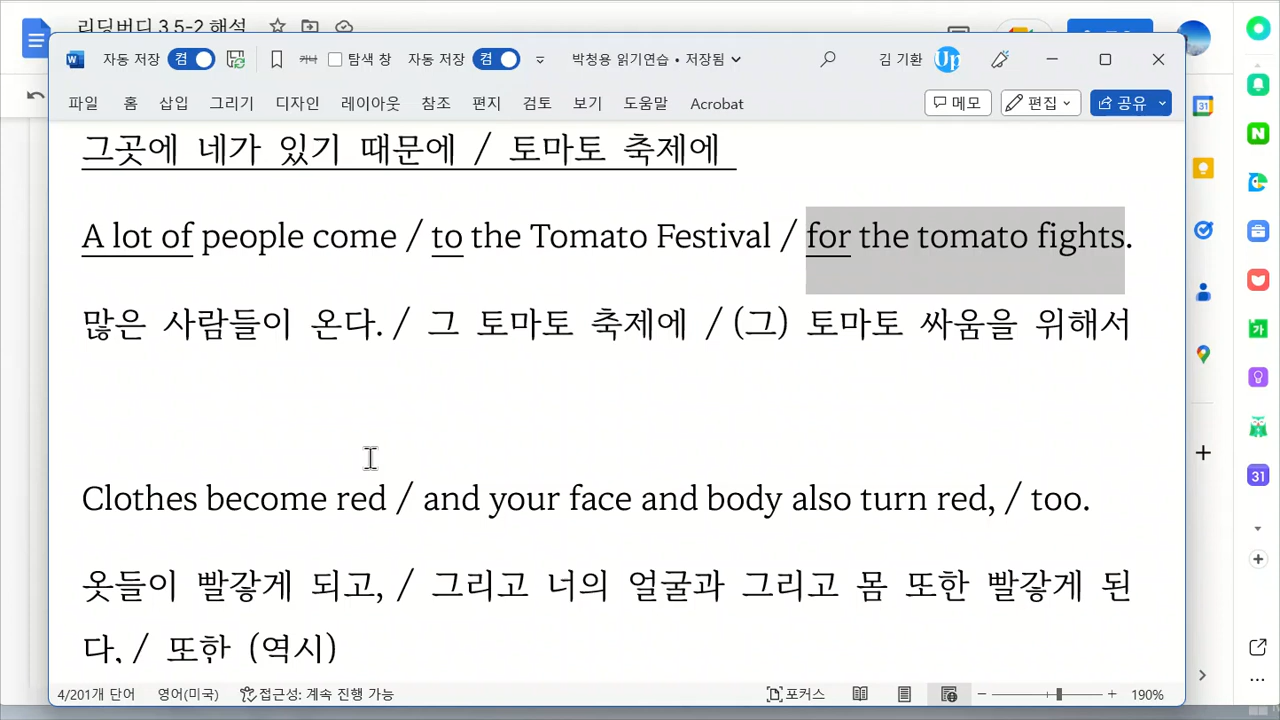 리딩버디 3.5-2 해설
자동 저장 켬 탐색 창 자동 저장 켬 박청용 읽기연습 • 저장됨 김 기환 Up
파일 홈 삽입 그리기 디자인 레이아웃 참조 편지 검토 보기 도움말 Acrobat 메모 편집 공유
그곳에 네가 있기 때문에 / 토마토 축제에
A lot of people come / to the Tomato Festival / for the tomato fights.
많은 사람들이 온다. / 그 토마토 축제에 / (그) 토마토 싸움을 위해서
Clothes become red / and your face and body also turn red, / too.
옷들이 빨갛게 되고, / 그리고 너의 얼굴과 그리고 몸 또한 빨갛게 된
다, / 또한 (역시)
4/201개 단어 영어(미국) 접근성: 계속 진행 가능 포커스 190%
31
N
가
31